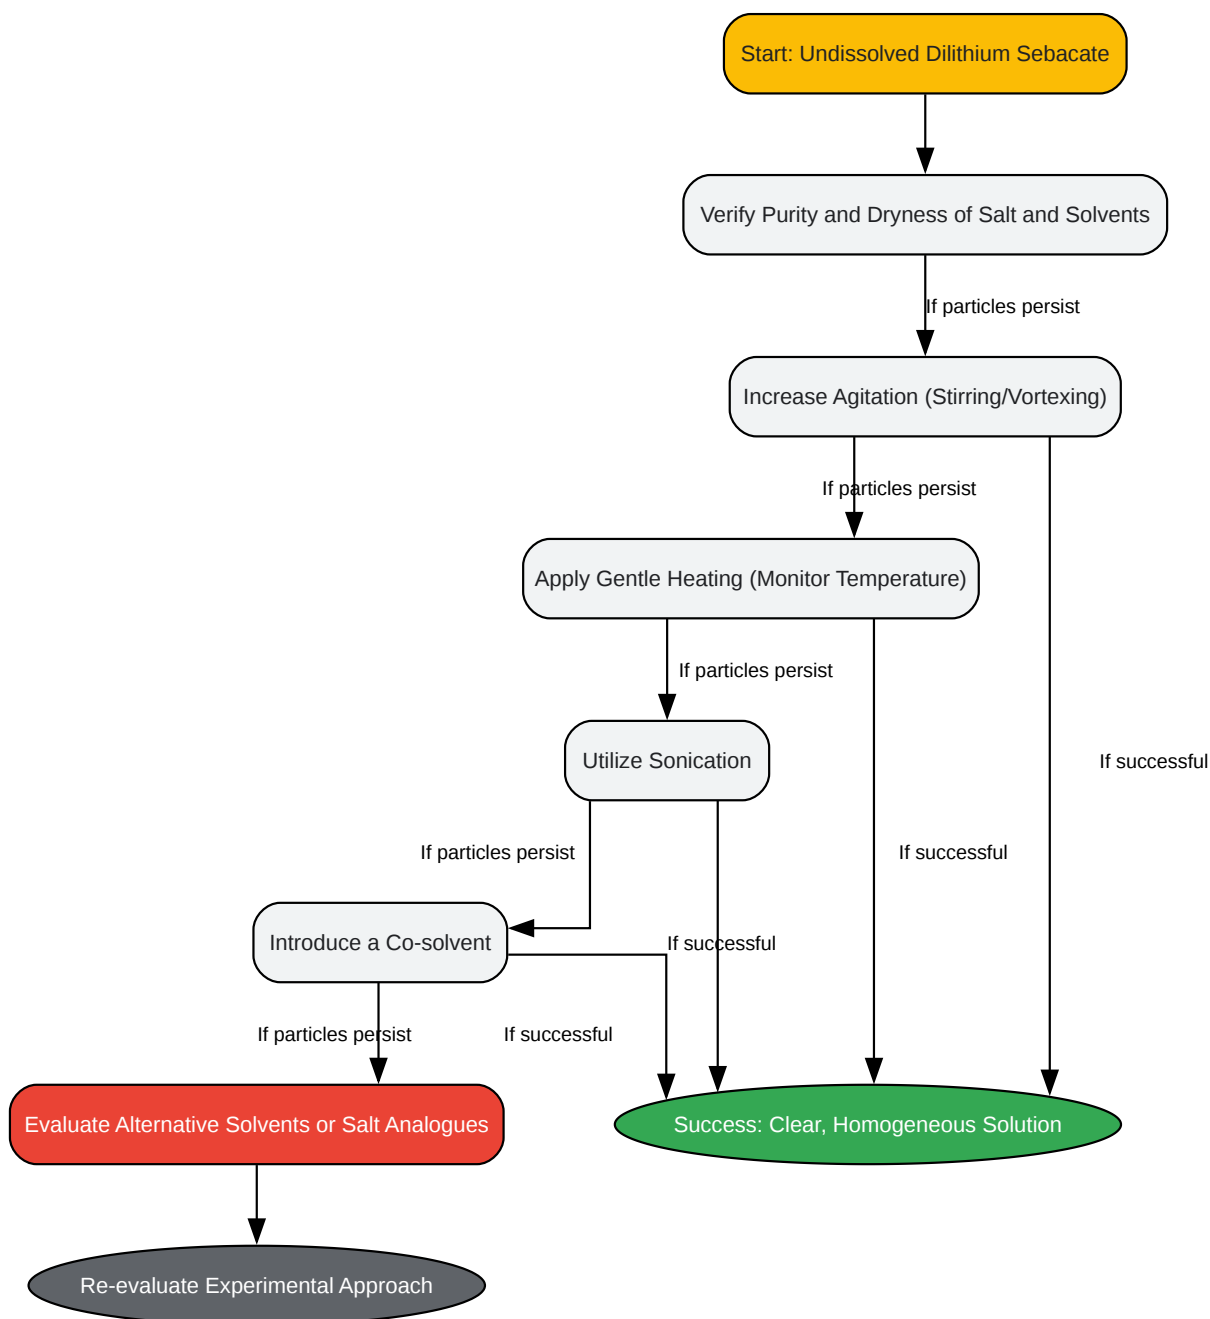 Start: Undissolved Dilithium Sebacate
Verify Purity and Dryness of Salt and Solvents
If particles persist
Increase Agitation (Stirring/Vortexing)
If particles persist
Apply Gentle Heating (Monitor Temperature)
If particles persist
Utilize Sonication
If successful
If particles persist
If successful
Introduce a Co-solvent
If successful
If particles persist
If successful
Evaluate Alternative Solvents or Salt Analogues
Success: Clear, Homogeneous Solution
Re-evaluate Experimental Approach